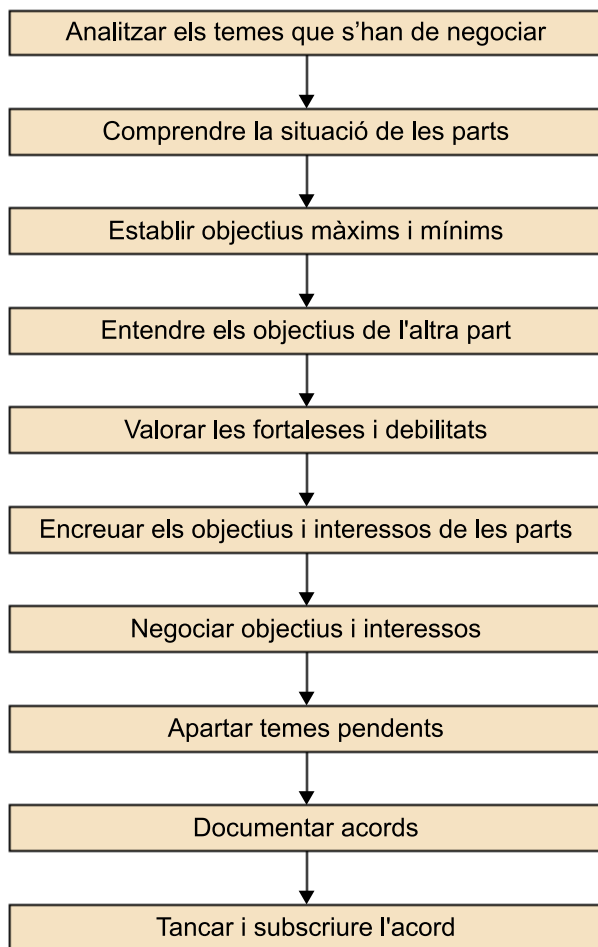 Analitzar els temes que s’han de negociar
Comprendre la situació de les parts
Establir objectius màxims i mínims
Entendre els objectius de l'altra part
Valorar les fortaleses i debilitats
Encreuar els objectius i interessos de les parts
Negociar objectius i interessos
Apartar temes pendents
Documentar acords
Tancar i subscriure l'acord